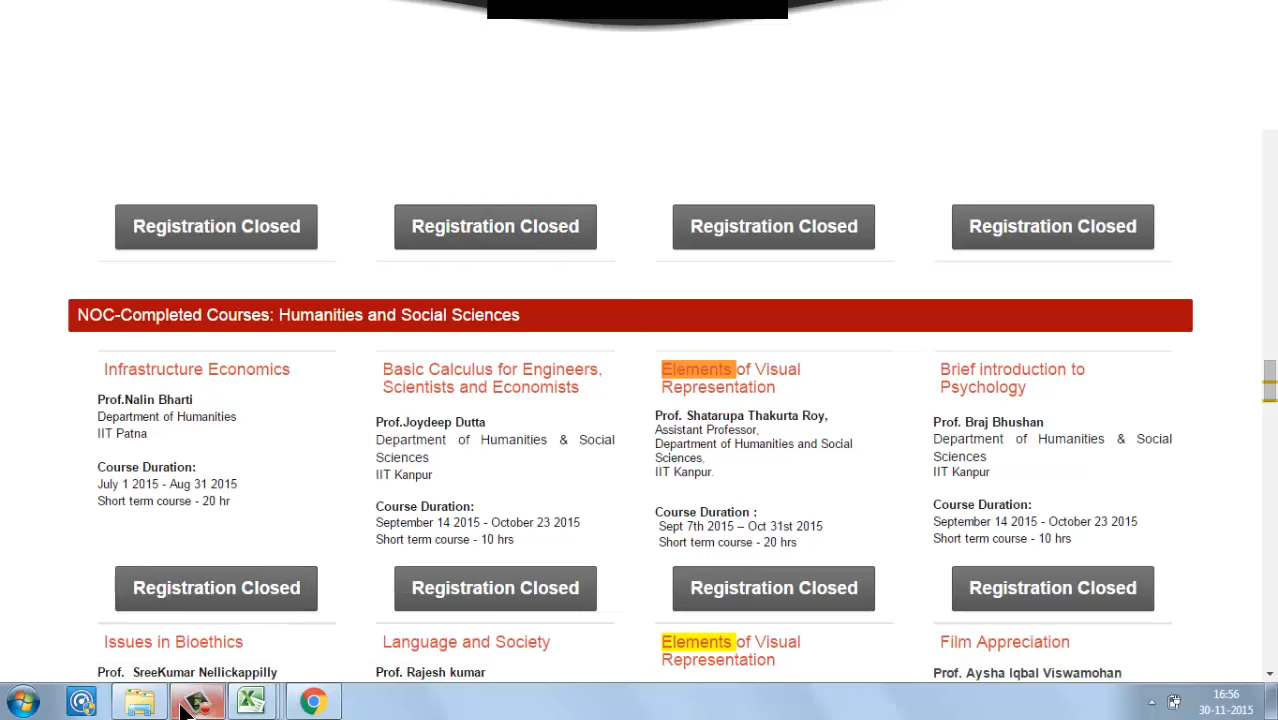 Registration Closed
Registration Closed
Registration Closed
Registration Closed
NOC-Completed Courses: Humanities and Social Sciences
Infrastructure Economics
Prof.Nalin Bharti
Department of Humanities
IIT Patna
Course Duration:
July 1 2015 - Aug 31 2015
Short term course - 20 hr
Registration Closed
Basic Calculus for Engineers,
Scientists and Economists
Prof.Joydeep Dutta
Department of Humanities & Social
Sciences
IIT Kanpur
Course Duration:
September 14 2015 - October 23 2015
Short term course - 10 hrs
Registration Closed
Elements of Visual
Representation
Prof. Shatarupa Thakurta Roy,
Assistant Professor,
Department of Humanities and Social
Sciences,
IIT Kanpur.
Course Duration :
Sept 7th 2015 – Oct 31st 2015
Short term course - 20 hrs
Registration Closed
Brief introduction to
Psychology
Prof. Braj Bhushan
Department of Humanities & Social
Sciences
IIT Kanpur
Course Duration:
September 14 2015 - October 23 2015
Short term course - 10 hrs
Registration Closed
Issues in Bioethics
Prof. SreeKumar Nellickappilly
Language and Society
Prof. Rajesh kumar
Elements of Visual
Representation
Film Appreciation
Prof. Aysha Iqbal Viswamohan
16:56
30-11-2015